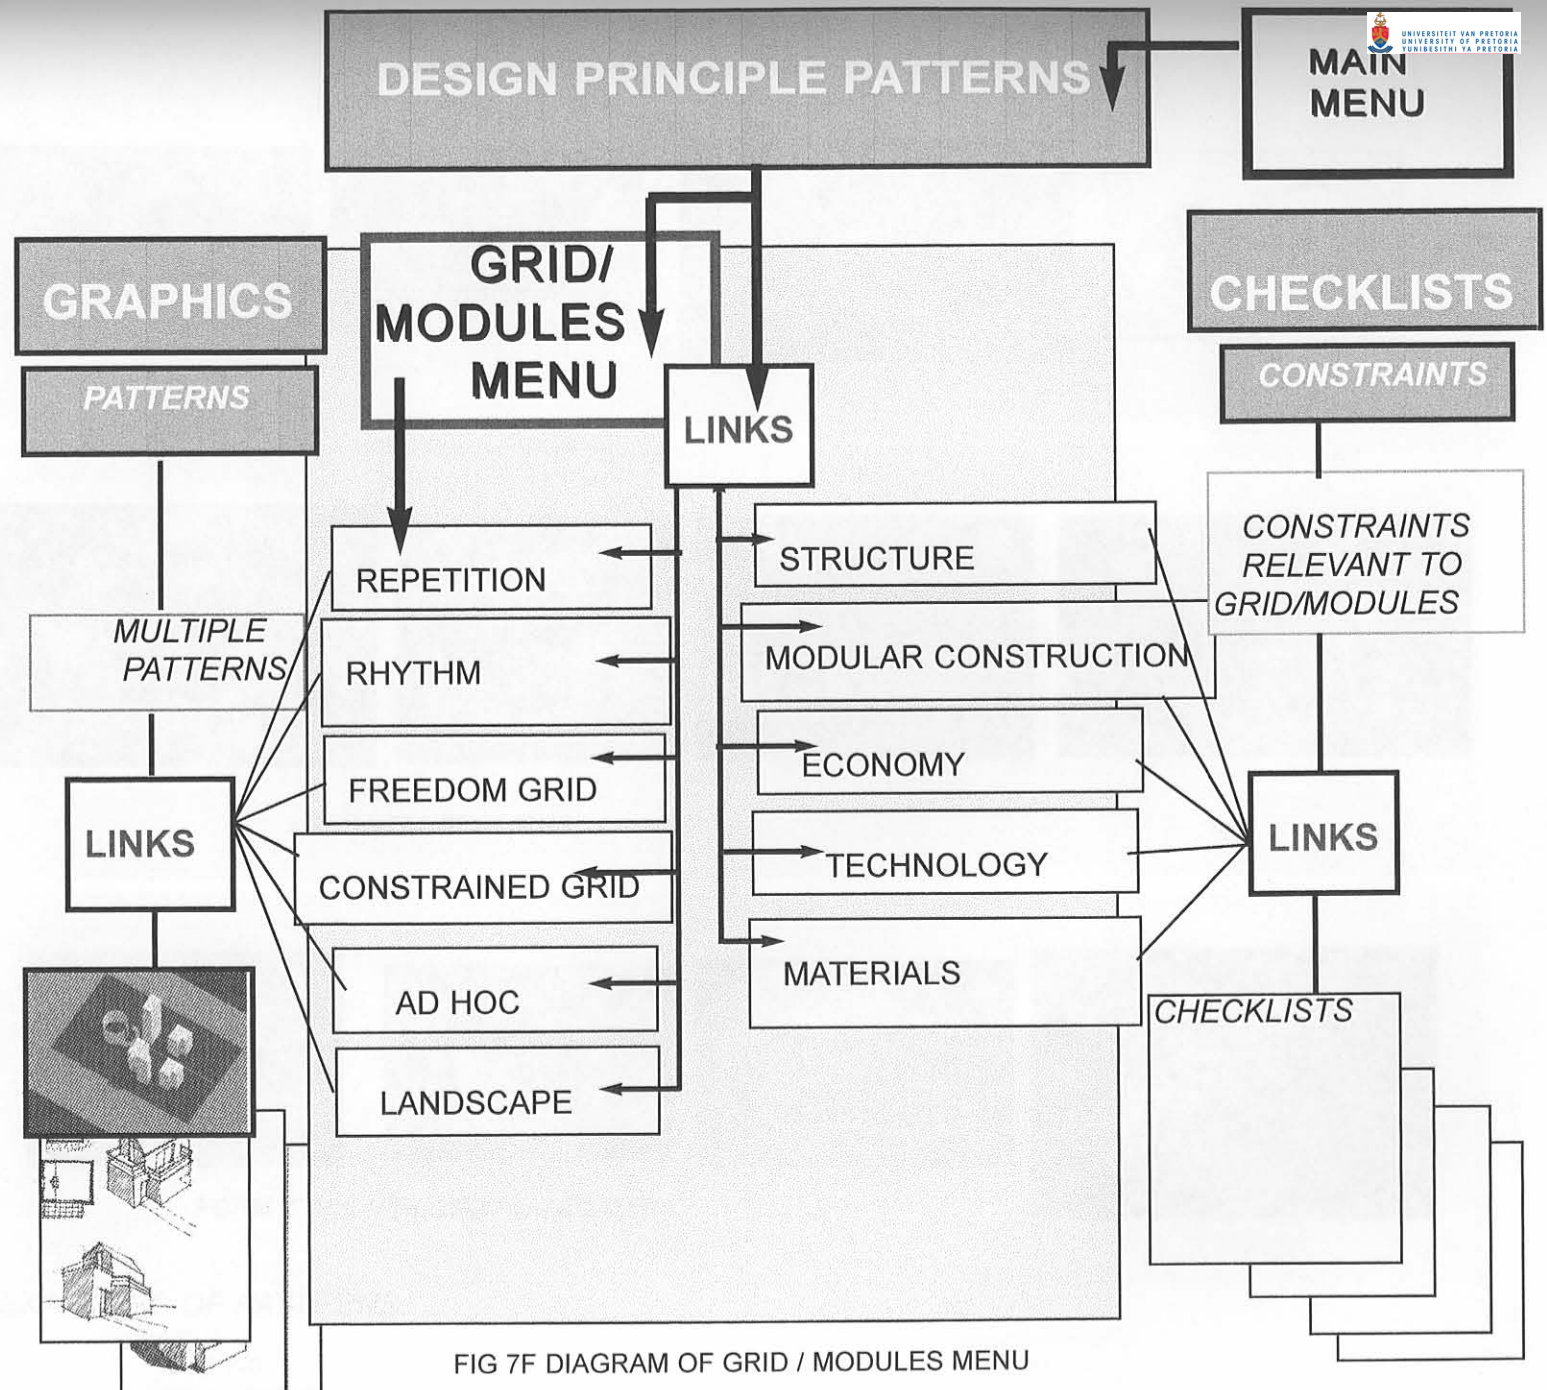 UNIVERSITEIT VAN PRETORIA
UNIVERSITY OF PRETORIA
YUNIBESITHI YA PRETORIA
DESIGN PRINCIPLE PATTERNS
MAIN
MENU
GRAPHICS
PATTERNS
GRID/
MODULES
MENU
LINKS
CHECKLISTS
CONSTRAINTS
CONSTRAINTS
RELEVANT TO
GRID/MODULES
MULTIPLE
PATTERNS
REPETITION
RHYTHM
FREEDOM GRID
CONSTRAINED GRID
AD HOC
LANDSCAPE
STRUCTURE
MODULAR CONSTRUCTION
ECONOMY
TECHNOLOGY
MATERIALS
LINKS
LINKS
CHECKLISTS
FIG 7F DIAGRAM OF GRID / MODULES MENU